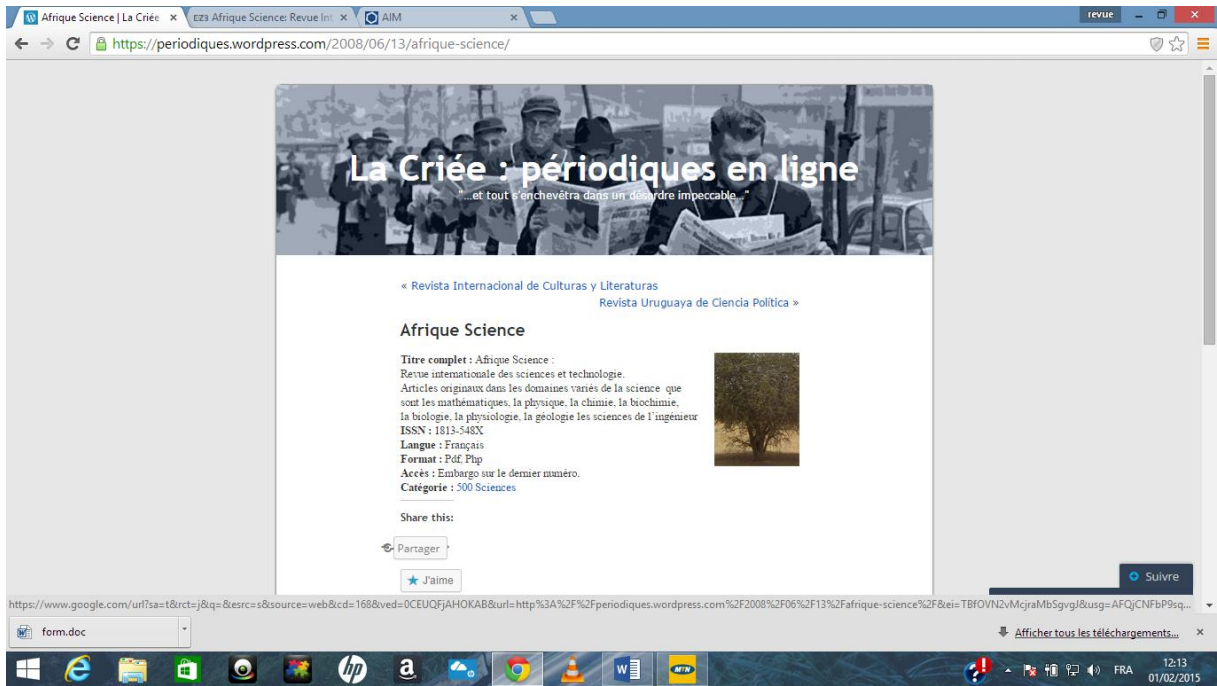 Afrique Science | La Criée
EZ3 Afrique Science: Revue Int
AIM
revue
https://periodiques.wordpress.com/2008/06/13/afrique-science/
La Criée : périodiques en ligne
"...et tout s'enchevêtra dans un désordre impeccable..."
« Revista Internacional de Culturas y Literaturas
Revista Uruguaya de Ciencia Política »
Afrique Science
Titre complet : Afrique Science :
Revue internationale des sciences et technologie.
Articles originaux dans les domaines variés de la science que
sont les mathématiques, la physique, la chimie, la biochimie,
la biologie, la physiologie, la géologie les sciences de l`ingénieur
ISSN : 1813-548X
Langue : Français
Format : Pdf, Php
Accès : Embargo sur le dernier numéro.
Catégorie : 500 Sciences
Share this:
Partager
J'aime
Suivre
https://www.google.com/url?sa=t&rct=j&q=&esrc=s&source=web&cd=168&ved=0CEUQFjAHOKAB&url=http%3A%2F%2Fperiodiques.wordpress.com%2F2008%2F06%2F13%2Fafrique-science%2F&ei=TBfOVN2vMcjraMbSgvgJ&usg=AFQjCNFbP9sq...
form.doc
Afficher tous les téléchargements...
hp
a
MTN
FRA
12:13
01/02/2015